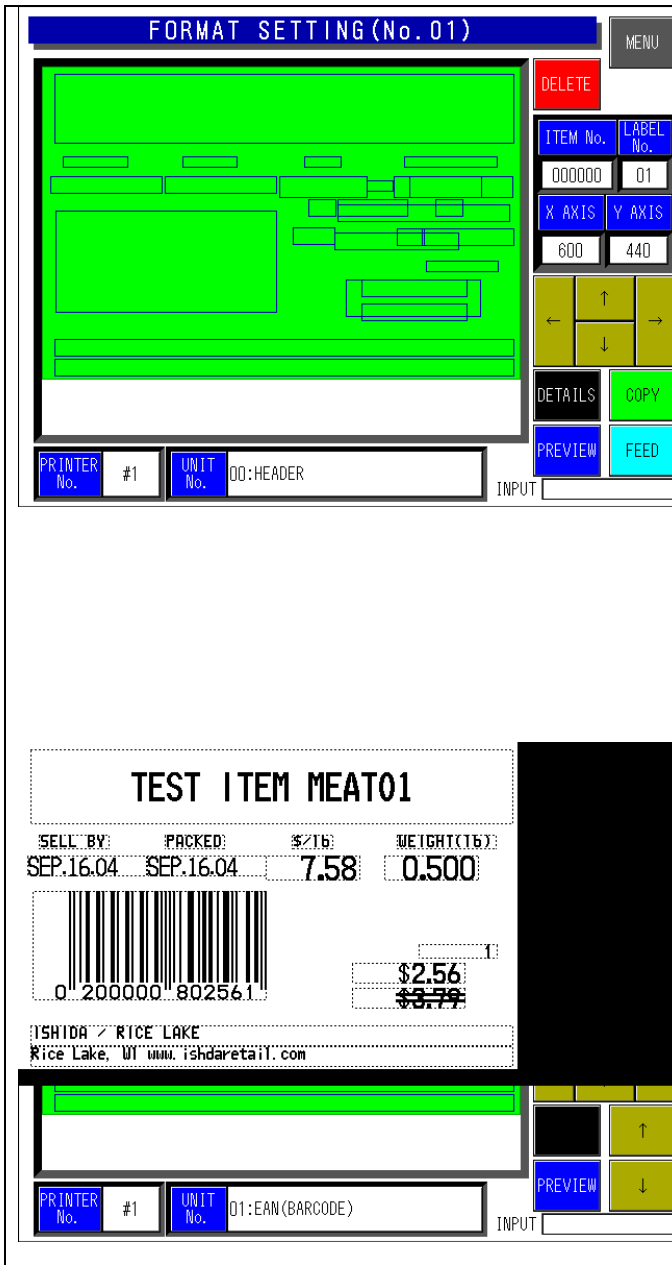 FORMAT SETTING(No.01)
MENU
DELETE
ITEM No. LABEL No.
000000 01
X AXIS Y AXIS
600 440
↑
← →
↓
DETAILS COPY
PREVIEW FEED
PRINTER No. #1 UNIT No. 00:HEADER
INPUT
TEST ITEM MEAT01
SELL BY PACKED $/lb WEIGHT(lb)
SEP.16.04 SEP.16.04 7.58 0.500
1
$2.56
$3.79
0 200000 802561
ISHIDA / RICE LAKE
Rice Lake, WI www.ishdaretail.com
↑
PREVIEW ↓
PRINTER No. #1 UNIT No. 01:EAN(BARCODE)
INPUT